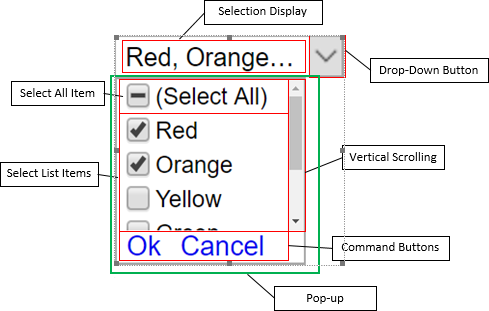 Selection Display
Red, Orange...
Drop-Down Button
Select All Item
(Select All)
Red
Vertical Scrolling
Select List Items
Orange
Yellow
Green
Ok Cancel
Command Buttons
Pop-up